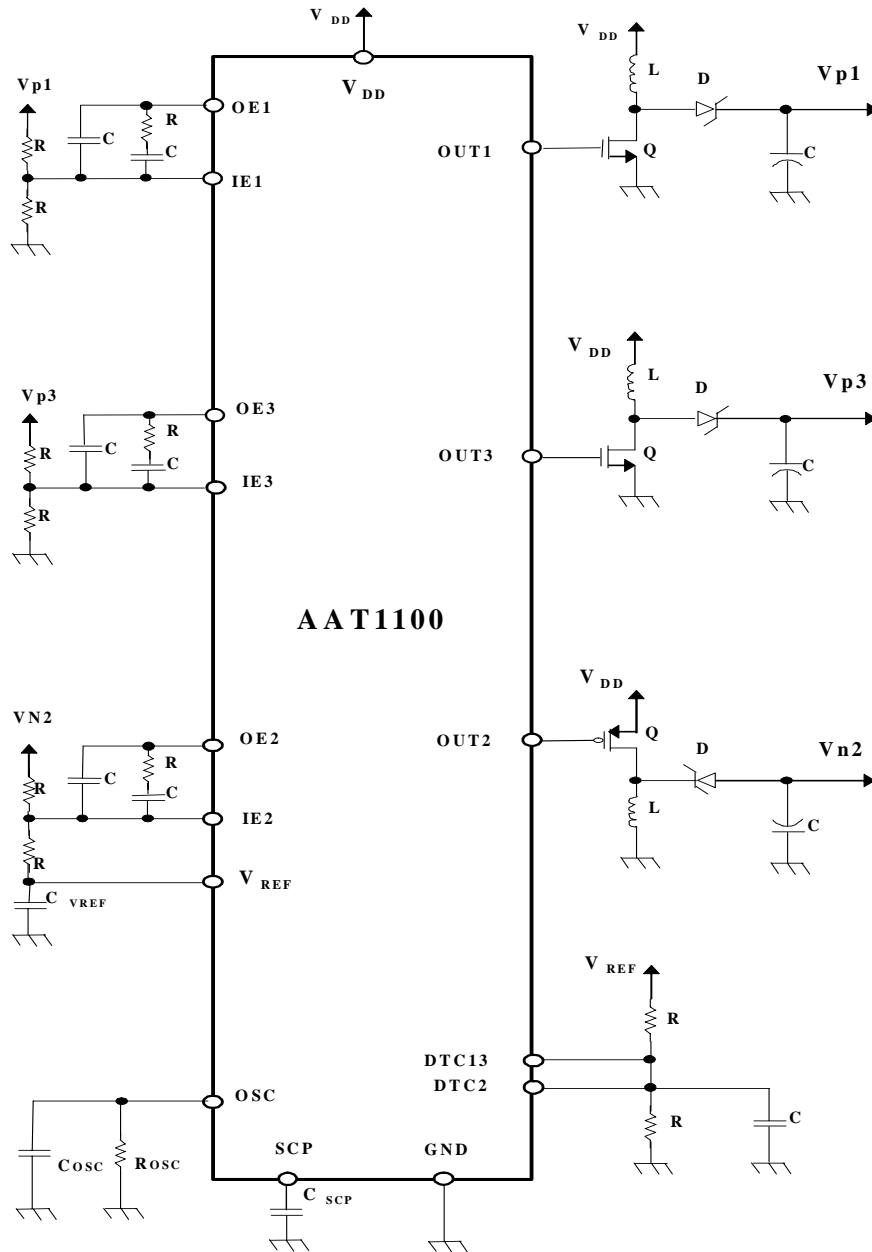 V DD
V DD
Vp1
R
C
R
C
R
OE1
IE1
V DD
L
D
Vp1
OUT1
Q
C
Vp3
R
C
R
C
R
OE3
IE3
V DD
L
D
Vp3
OUT3
Q
C
AAT1100
VN2
R
C
R
C
R
OE2
IE2
V REF
C VREF
V DD
OUT2
Q
D
Vn2
L
C
V REF
R
DTC13
DTC2
R
C
OSC
COSC
ROSC
SCP
GND
C SCP